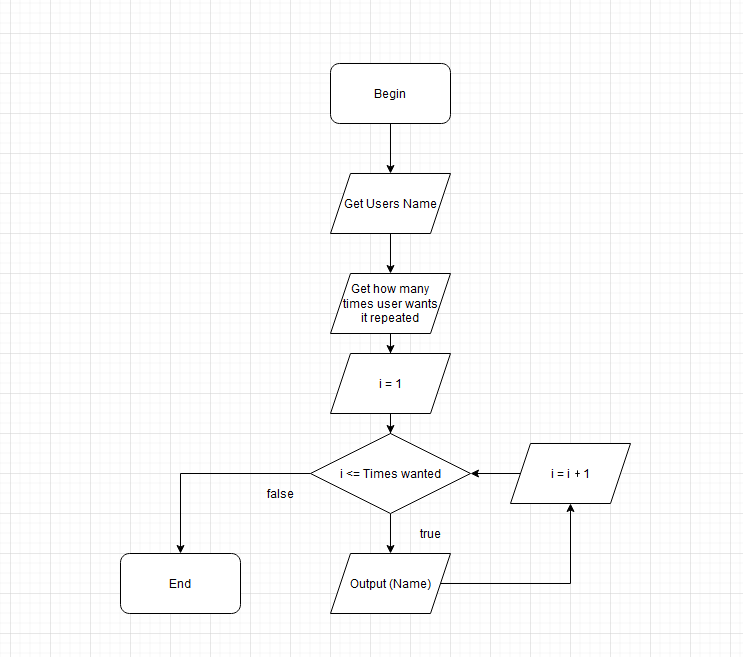 Begin
Get Users Name
Get how many
times user wants
it repeated
i = 1
i <= Times wanted
i = i + 1
false
true
End
Output (Name)